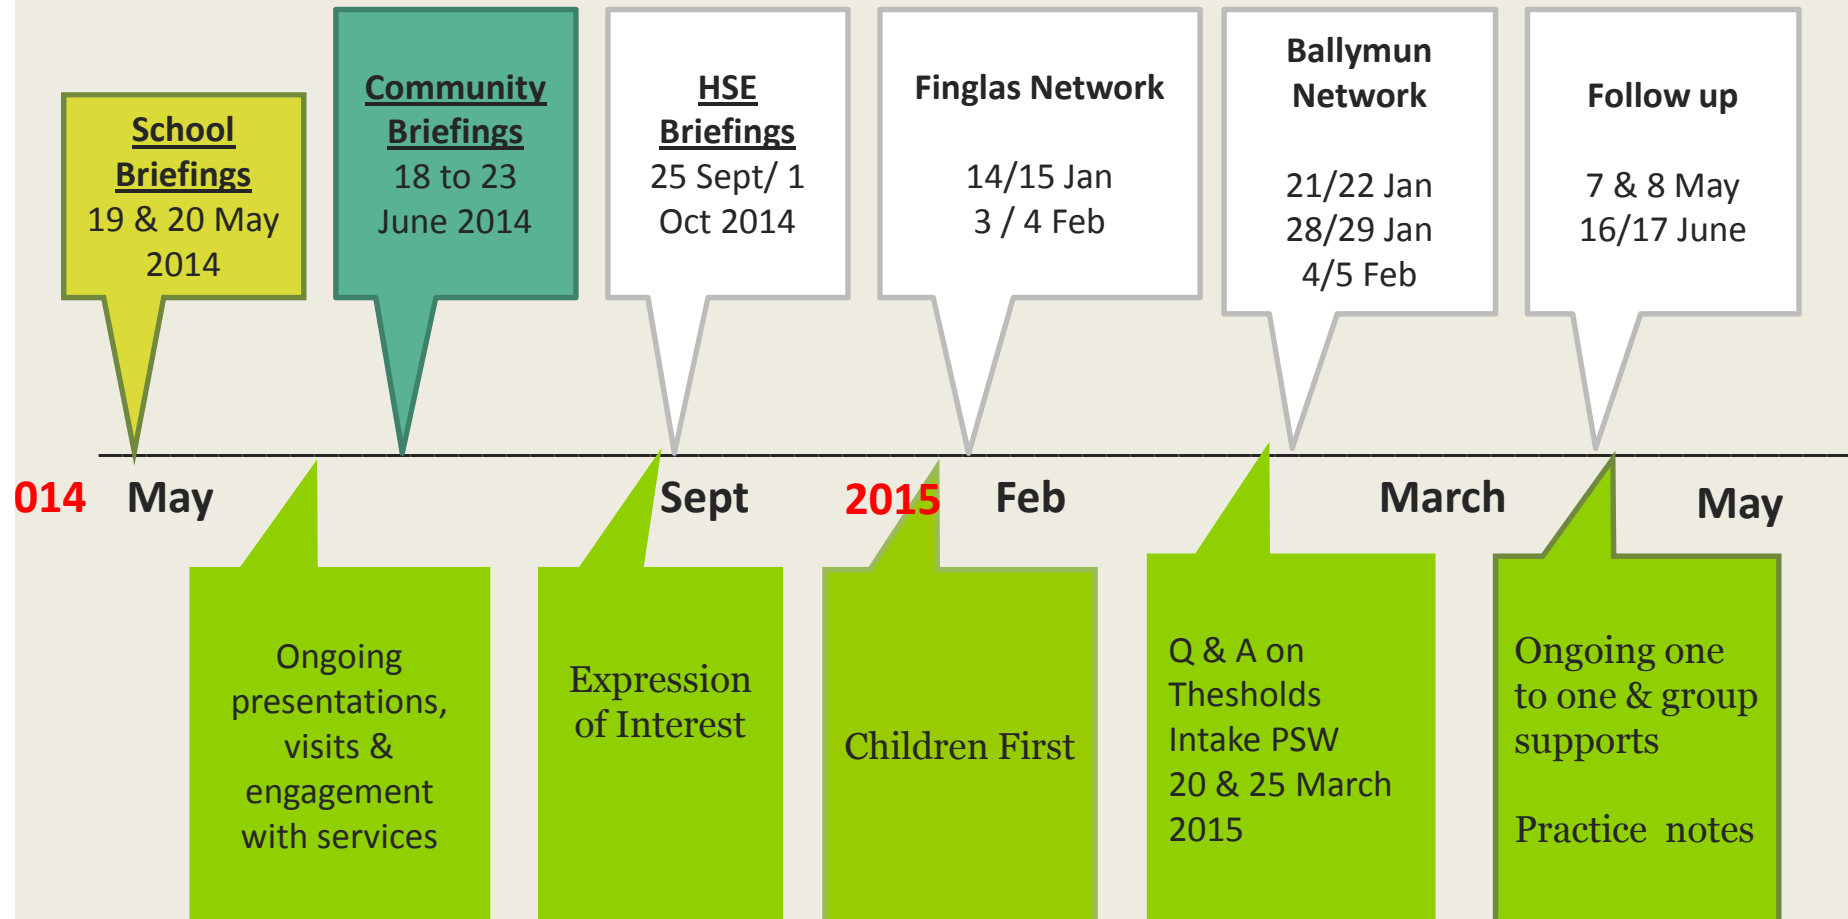 School
Briefings
19 & 20 May
2014
Community
Briefings
18 to 23
June 2014
HSE
Briefings
25 Sept/ 1
Oct 2014
Finglas Network
14/15 Jan
3 / 4 Feb
Ballymun
Network
21/22 Jan
28/29 Jan
4/5 Feb
Follow up
7 & 8 May
16/17 June
014 May Sept 2015 Feb March May
Ongoing
presentations,
visits &
engagement
with services
Expression
of Interest
Children First
Q & A on
Thesholds
Intake PSW
20 & 25 March
2015
Ongoing one
to one & group
supports
Practice notes